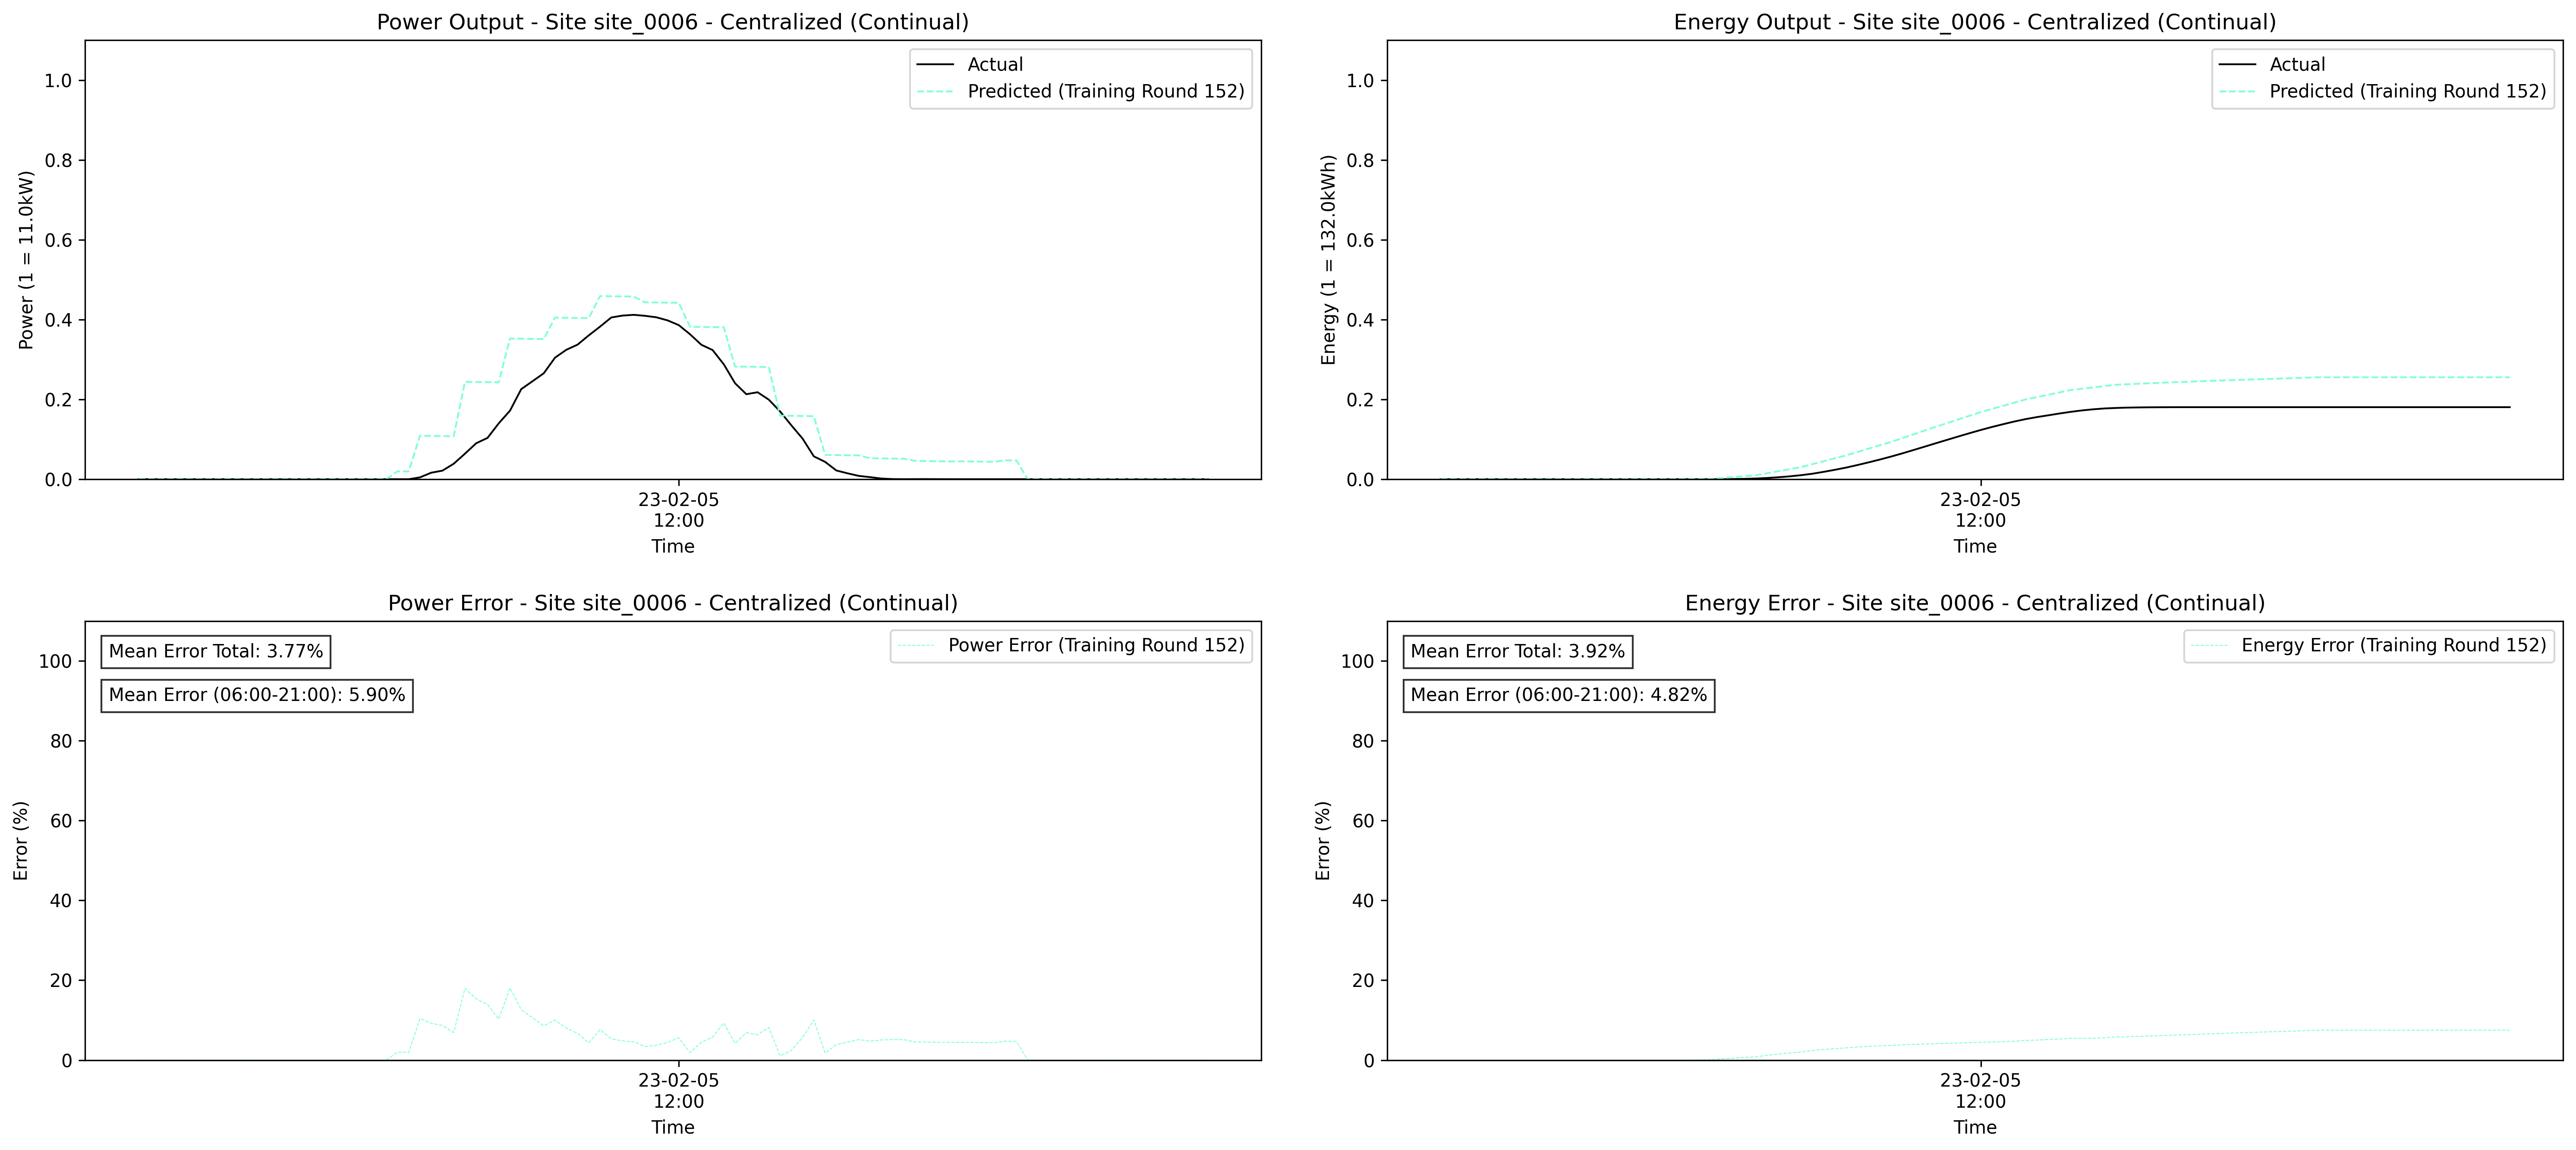 Power Output - Site site_0006 - Centralized (Continual)
Power (1 = 11.0kW)
1.0
0.8
0.6
0.4
0.2
0.0
Actual
Predicted (Training Round 152)
23-02-05
12:00
Time
Energy Output - Site site_0006 - Centralized (Continual)
Energy (1 = 132.0kWh)
1.0
0.8
0.6
0.4
0.2
0.0
Actual
Predicted (Training Round 152)
23-02-05
12:00
Time
Power Error - Site site_0006 - Centralized (Continual)
Error (%)
100
80
60
40
20
0
Mean Error Total: 3.77%
Mean Error (06:00-21:00): 5.90%
Power Error (Training Round 152)
23-02-05
12:00
Time
Energy Error - Site site_0006 - Centralized (Continual)
Error (%)
100
80
60
40
20
0
Mean Error Total: 3.92%
Mean Error (06:00-21:00): 4.82%
Energy Error (Training Round 152)
23-02-05
12:00
Time